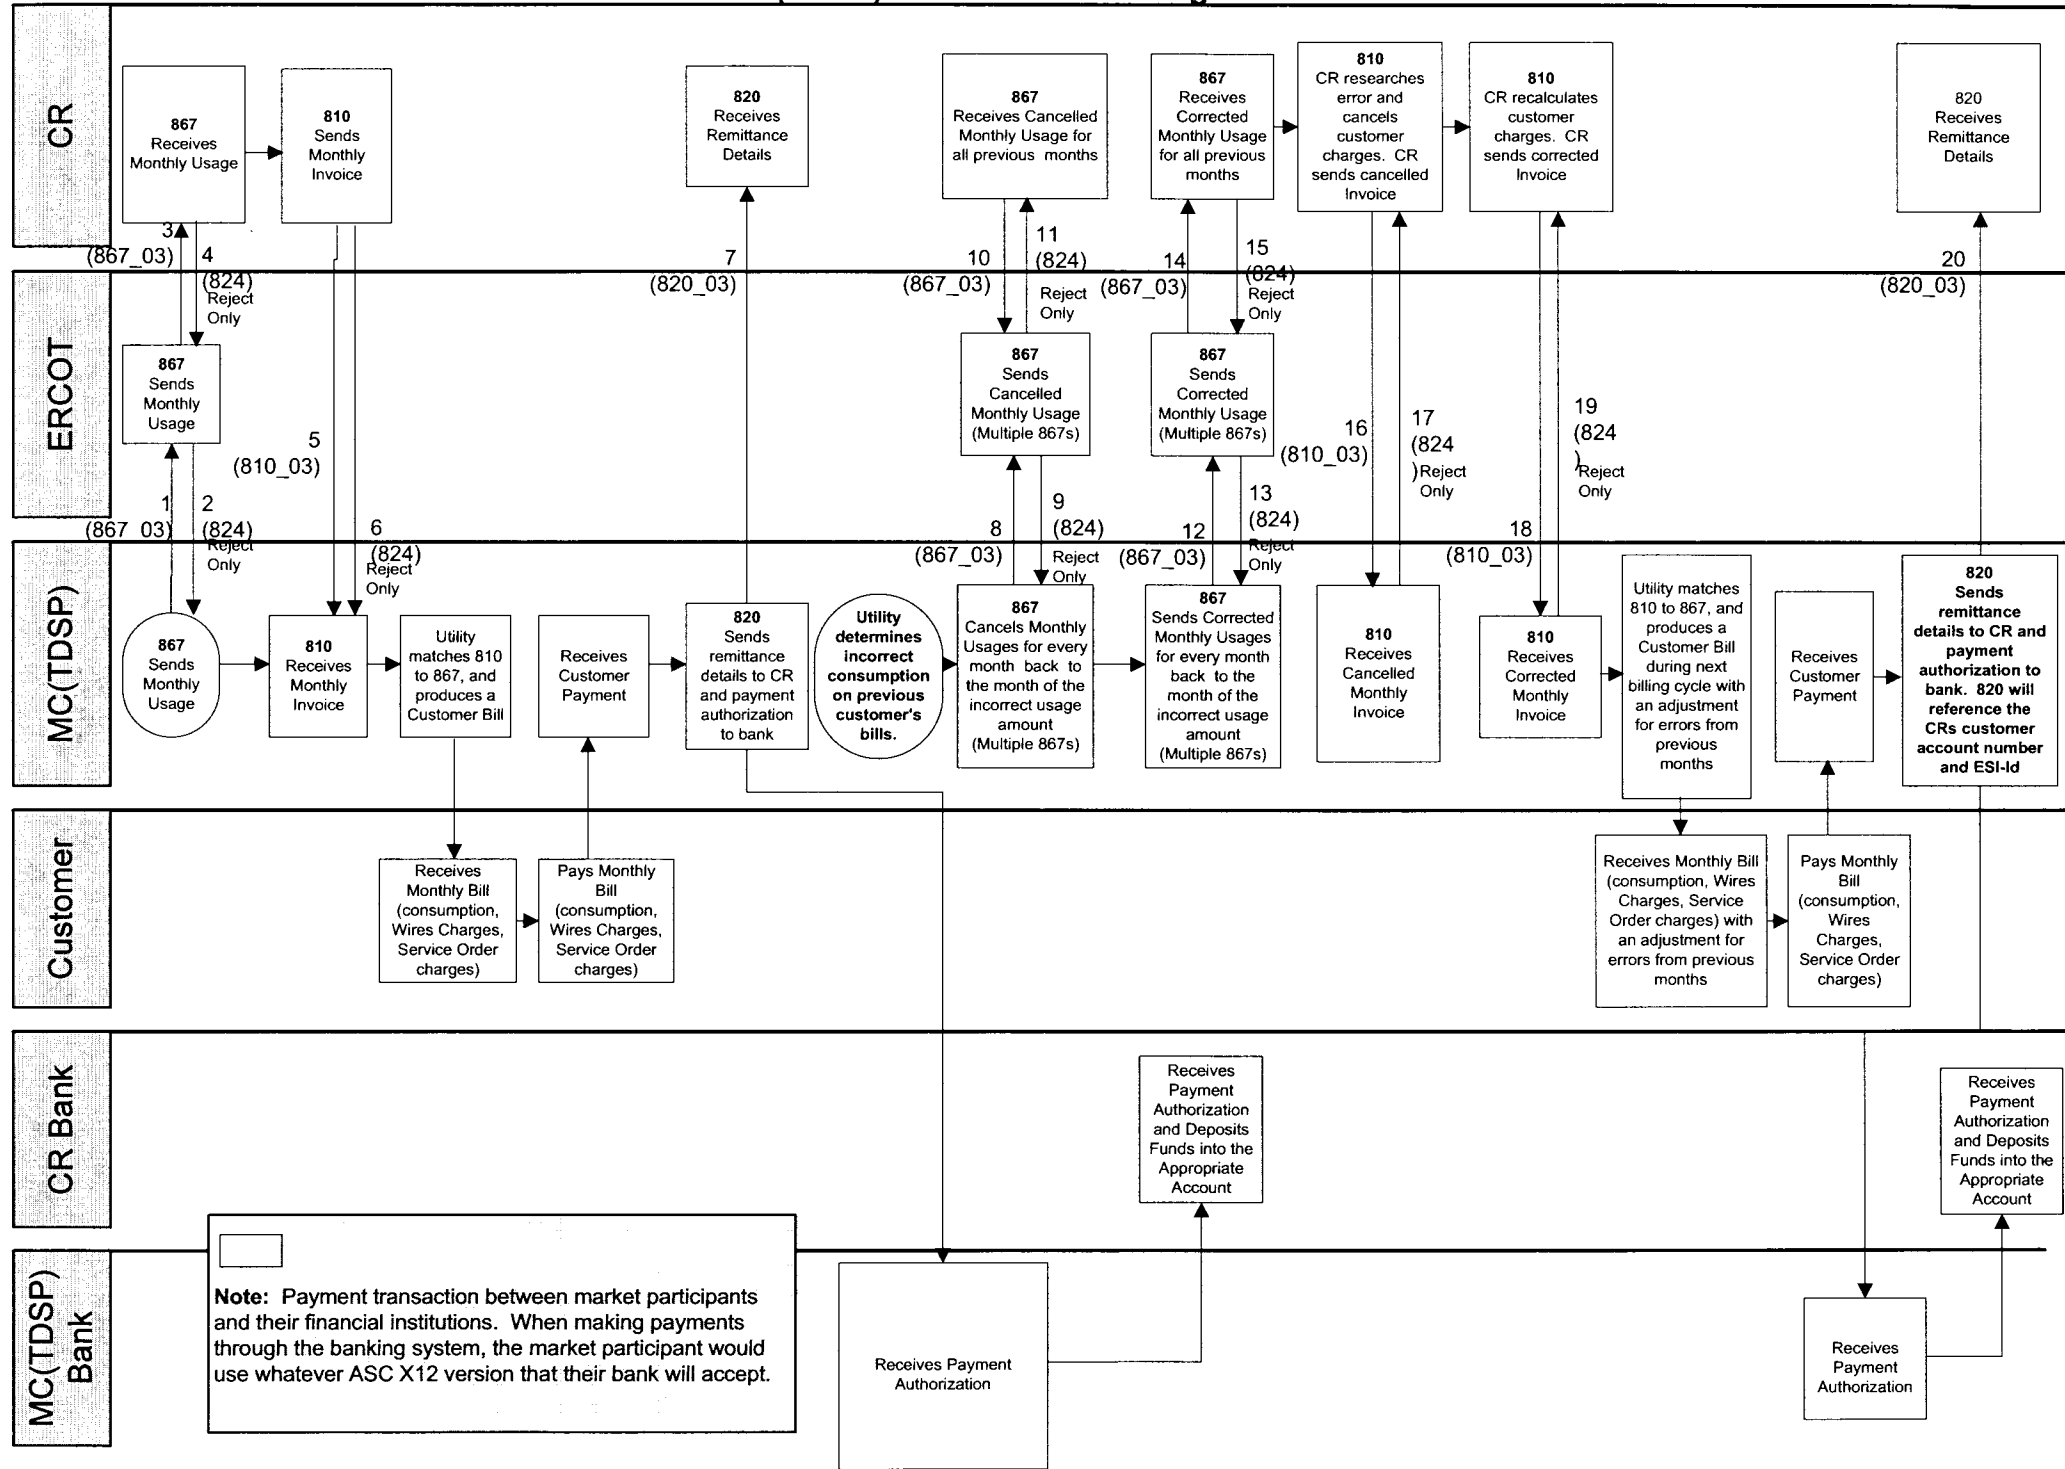 CR
867
Receives
Monthly Usage
810
Sends
Monthly
Invoice
820
Receives
Remittance
Details
867
Receives Cancelled
Monthly Usage for
all previous months
867
Receives
Corrected
Monthly Usage
for all previous
months
810
CR researches
error and
cancels
customer
charges. CR
sends cancelled
Invoice
810
CR recalculates
customer
charges. CR
sends corrected
Invoice
820
Receives
Remittance
Details
3
(867_03)
4
(824)
Reject
Only
7
(820_03)
10
(867_03)
11
(824)
Reject
Only
14
(867_03)
15
(824)
Reject
Only
20
(820_03)
ERCOT
867
Sends
Monthly
Usage
5
(810_03)
867
Sends
Cancelled
Monthly Usage
(Multiple 867s)
867
Sends
Corrected
Monthly Usage
(Multiple 867s)
16
(810_03)
17
(824
)Reject
Only
19
(824
)Reject
Only
1
(867_03)
2
(824)
Reject
Only
6
(824)
Reject
Only
8
(867_03)
9
(824)
Reject
Only
12
(867_03)
13
(824)
Reject
Only
18
(810_03)
MC(TDSP)
867
Sends
Monthly
Usage
810
Receives
Monthly
Invoice
Utility
matches 810
to 867, and
produces a
Customer Bill
Receives
Customer
Payment
820
Sends
remittance
details to CR
and payment
authorization
to bank
Utility
determines
incorrect
consumption
on previous
customer's
bills.
867
Cancels Monthly
Usages for every
month back to
the month of the
incorrect usage
amount
(Multiple 867s)
867
Sends Corrected
Monthly Usages
for every month
back to the
month of the
incorrect usage
amount
(Multiple 867s)
810
Receives
Cancelled
Monthly
Invoice
810
Receives
Corrected
Monthly
Invoice
Utility matches
810 to 867, and
produces a
Customer Bill
during next
billing cycle with
an adjustment
for errors from
previous
months
Receives
Customer
Payment
820
Sends
remittance
details to CR and
payment
authorization to
bank. 820 will
reference the
CRs customer
account number
and ESI-Id
Customer
Receives
Monthly Bill
(consumption,
Wires Charges,
Service Order
charges)
Pays Monthly
Bill
(consumption,
Wires Charges,
Service Order
charges)
Receives Monthly Bill
(consumption, Wires
Charges, Service
Order charges) with
an adjustment for
errors from previous
months
Pays Monthly
Bill
(consumption,
Wires
Charges,
Service Order
charges)
CR Bank
Receives
Payment
Authorization
and Deposits
Funds into the
Appropriate
Account
Receives
Payment
Authorization
and Deposits
Funds into the
Appropriate
Account
MC(TDSP)
Bank
Note: Payment transaction between market participants
and their financial institutions. When making payments
through the banking system, the market participant would
use whatever ASC X12 version that their bank will accept.
Receives Payment
Authorization
Receives
Payment
Authorization